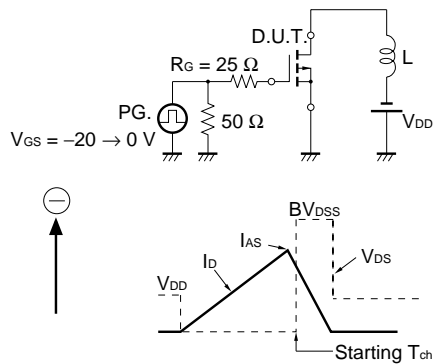 D.U.T.
RG = 25 Ω
L
PG.
50 Ω
VDD
VGS = −20 → 0 V
−
BVDSS
IAS
ID
VDS
VDD
Starting Tch